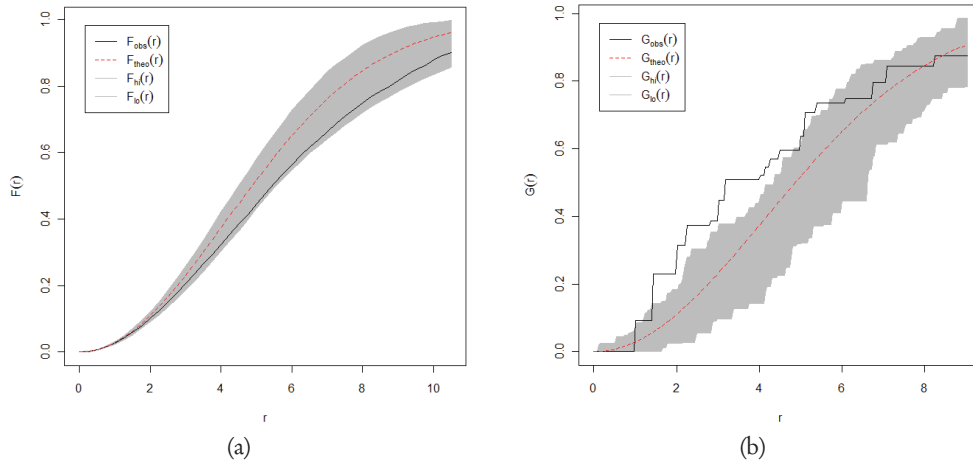 1.0
0.8
0.6
0.4
0.2
0.0
F(r)
Fobs(r)
Ftheo(r)
Fhi(r)
Flo(r)
0 2 4 6 8 10
r
(a)
1.0
0.8
0.6
0.4
0.2
0.0
G(r)
Gobs(r)
Gtheo(r)
Ghi(r)
Glo(r)
0 2 4 6 8
r
(b)